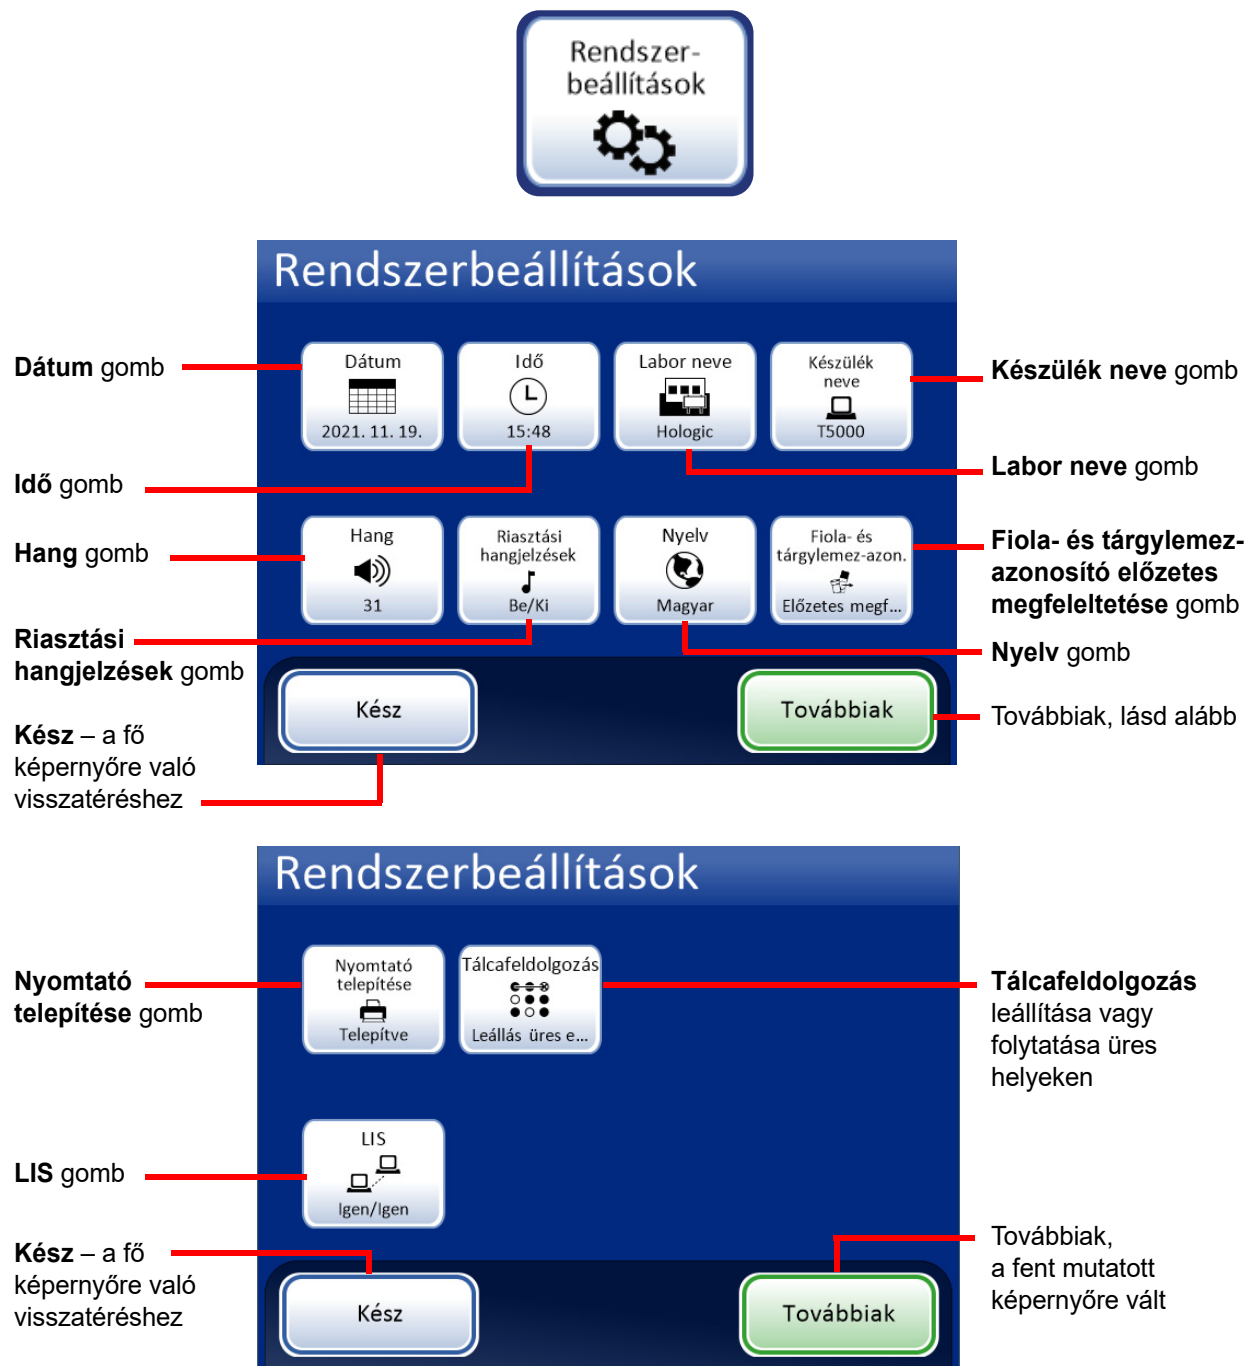 Rendszer-
beállítások
Rendszerbeállítások
Dátum gomb
Idő gomb
Hang gomb
Riasztási
hangjelzések gomb
Kész – a fő
képernyőre való
visszatéréshez
Dátum
2021. 11. 19.
Idő
15:48
Labor neve
Hologic
Készülék
neve
T5000
Hang
31
Riasztási
hangjelzések
Be/Ki
Nyelv
Magyar
Fiola- és
tárgylemez-azon.
Előzetes megf...
Kész
Továbbiak
Készülék neve gomb
Labor neve gomb
Fiola- és tárgylemez-
azonosító előzetes
megfeleltetése gomb
Nyelv gomb
Továbbiak, lásd alább
Rendszerbeállítások
Nyomtató
telepítése gomb
LIS gomb
Kész – a fő
képernyőre való
visszatéréshez
Nyomtató
telepítése
Telepítve
Tálcafeldolgozás
Leállás üres e...
LIS
Igen/Igen
Kész
Továbbiak
Tálcafeldolgozás
leállítása vagy
folytatása üres
helyeken
Továbbiak,
a fent mutatott
képernyőre vált